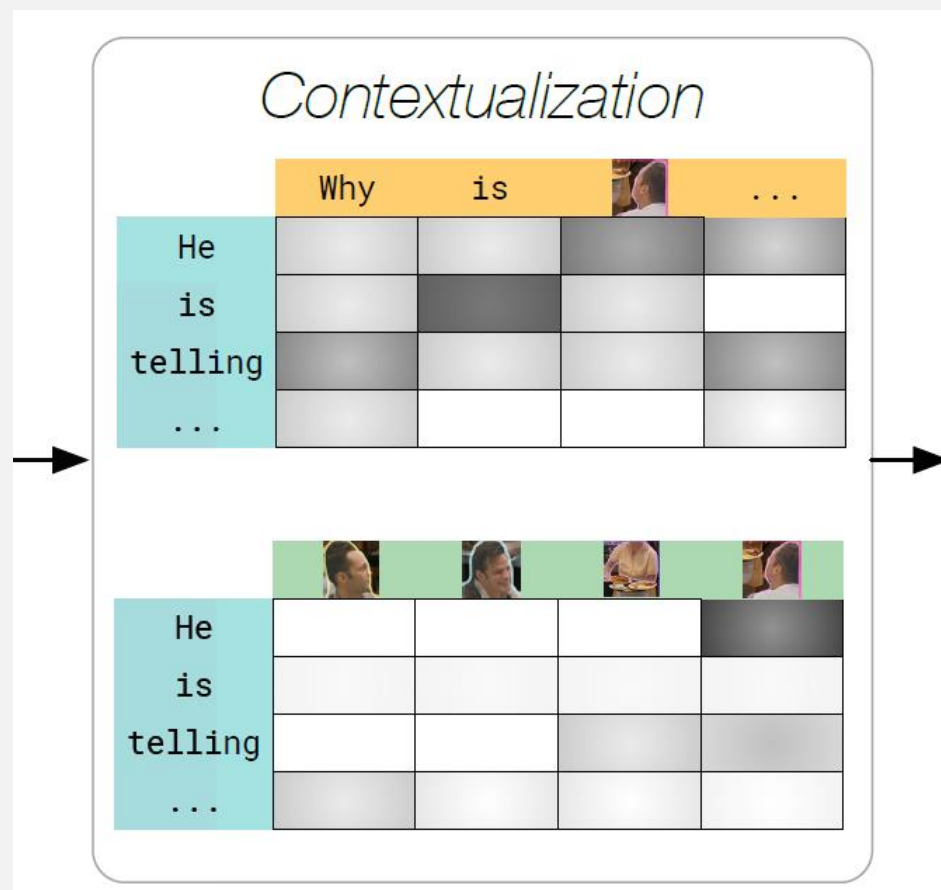 Contextualization
Why is ...
He
is
telling
...
He
is
telling
...